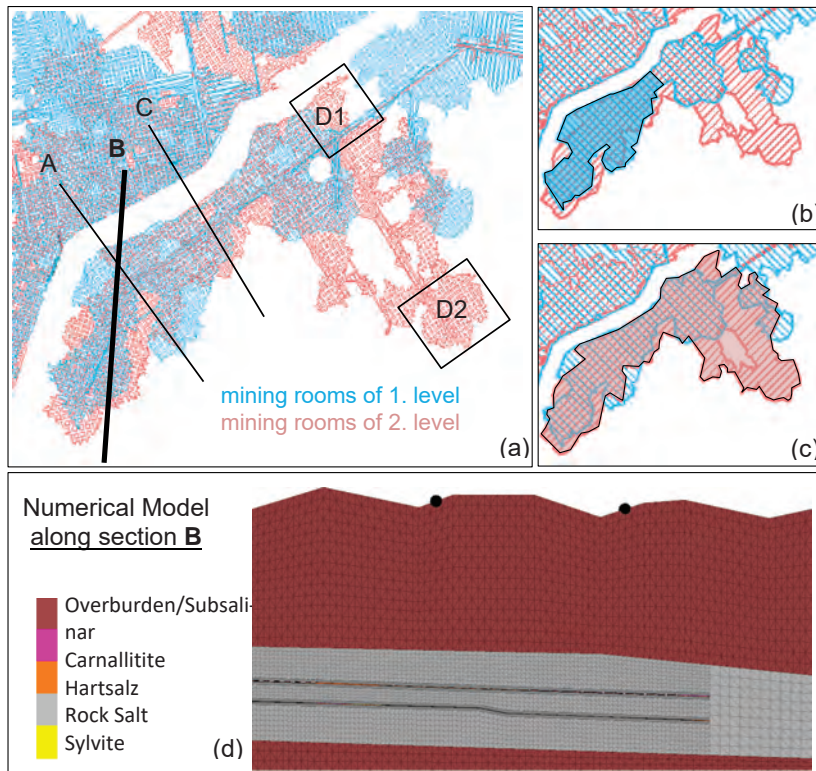 A
B
C
D1
D2
mining rooms of 1. level
mining rooms of 2. level
(a)
(b)
(c)
Numerical Model
along section B
Overburden/Subsali-
nar
Carnallitite
Hartsalz
Rock Salt
Sylvite
(d)